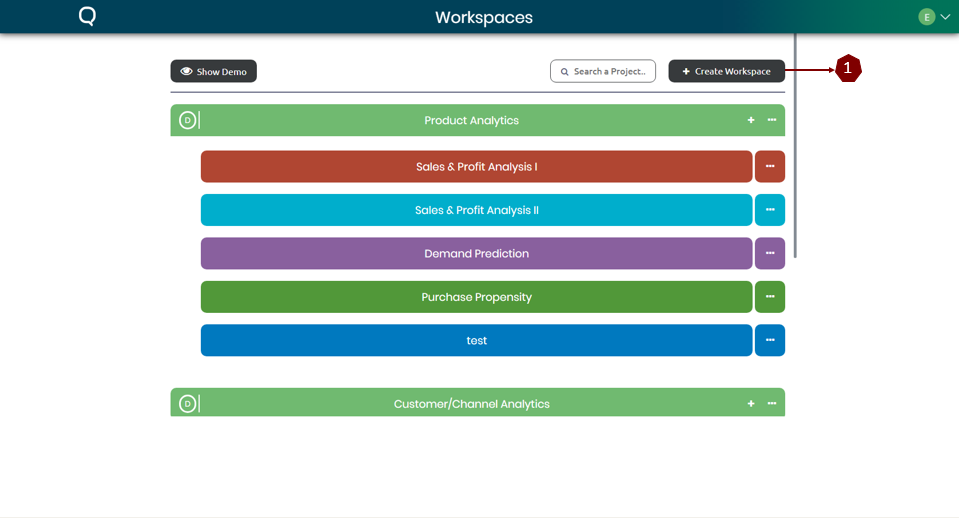 Q
Workspaces
E
Show Demo
Search a Project..
+ Create Workspace
1
D
Product Analytics
+ ...
Sales & Profit Analysis I
...
Sales & Profit Analysis II
...
Demand Prediction
...
Purchase Propensity
...
test
...
D
Customer/Channel Analytics
+ ...